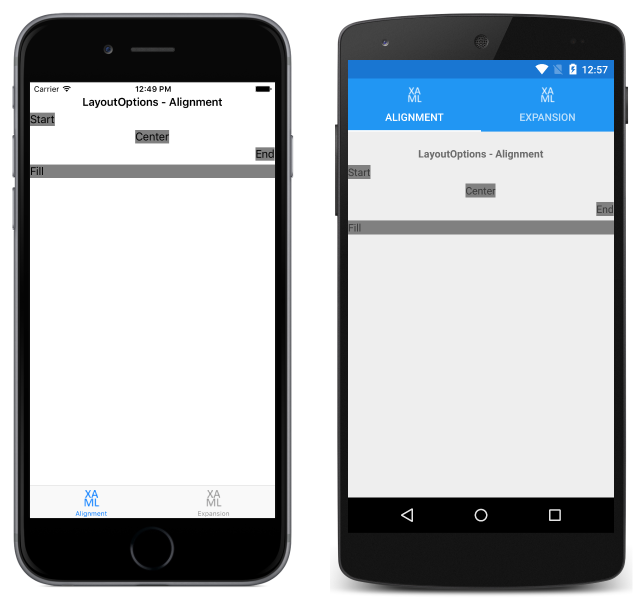 Carrier 12:49 PM
LayoutOptions - Alignment
Start
Center
End
Fill
XA
ML
Alignment
XA
ML
Expansion
12:57
XA
ML
ALIGNMENT
XA
ML
EXPANSION
LayoutOptions - Alignment
Start
Center
End
Fill